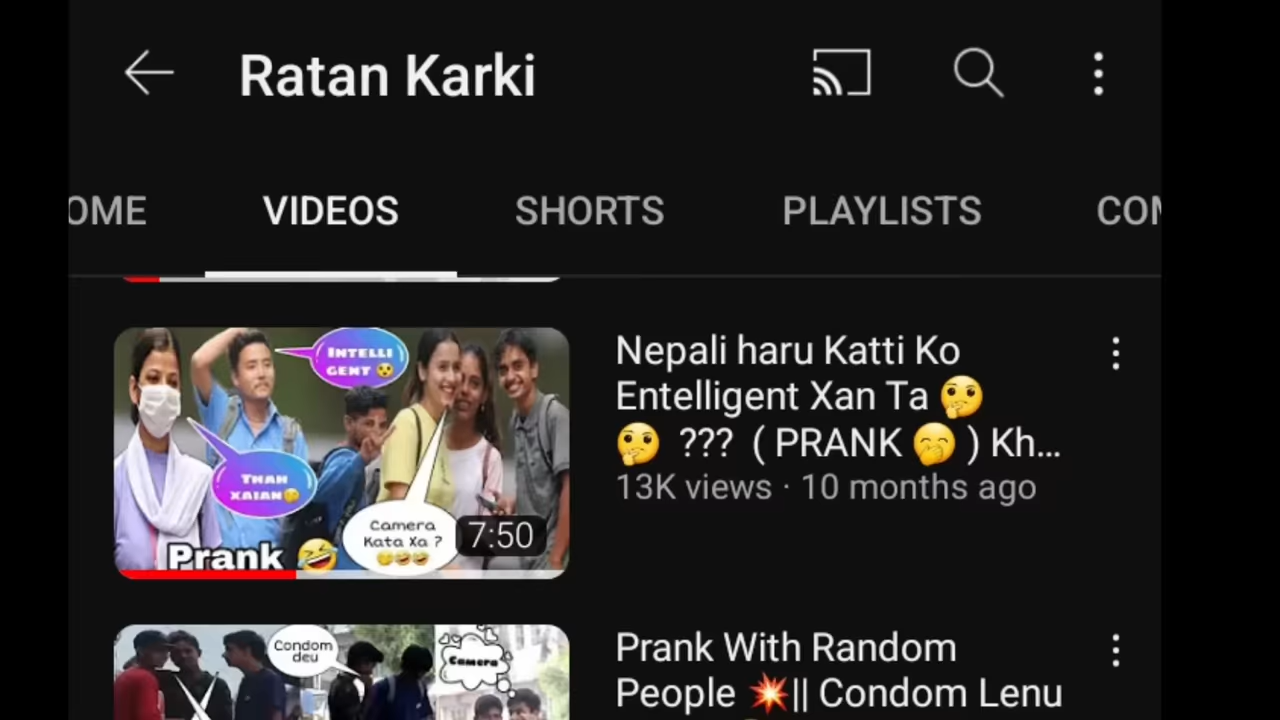 Ratan Karki
OME VIDEOS SHORTS PLAYLISTS COM
INTELLI
GENT
THAH
XAIAN
Camera
Kata Xa ?
7:50
Prank
Nepali haru Katti Ko
Entelligent Xan Ta 🤔
🤔 ??? ( PRANK 🤭 ) Kh...
13K views · 10 months ago
Condom
deu
Camera
Prank With Random
People 💥|| Condom Lenu